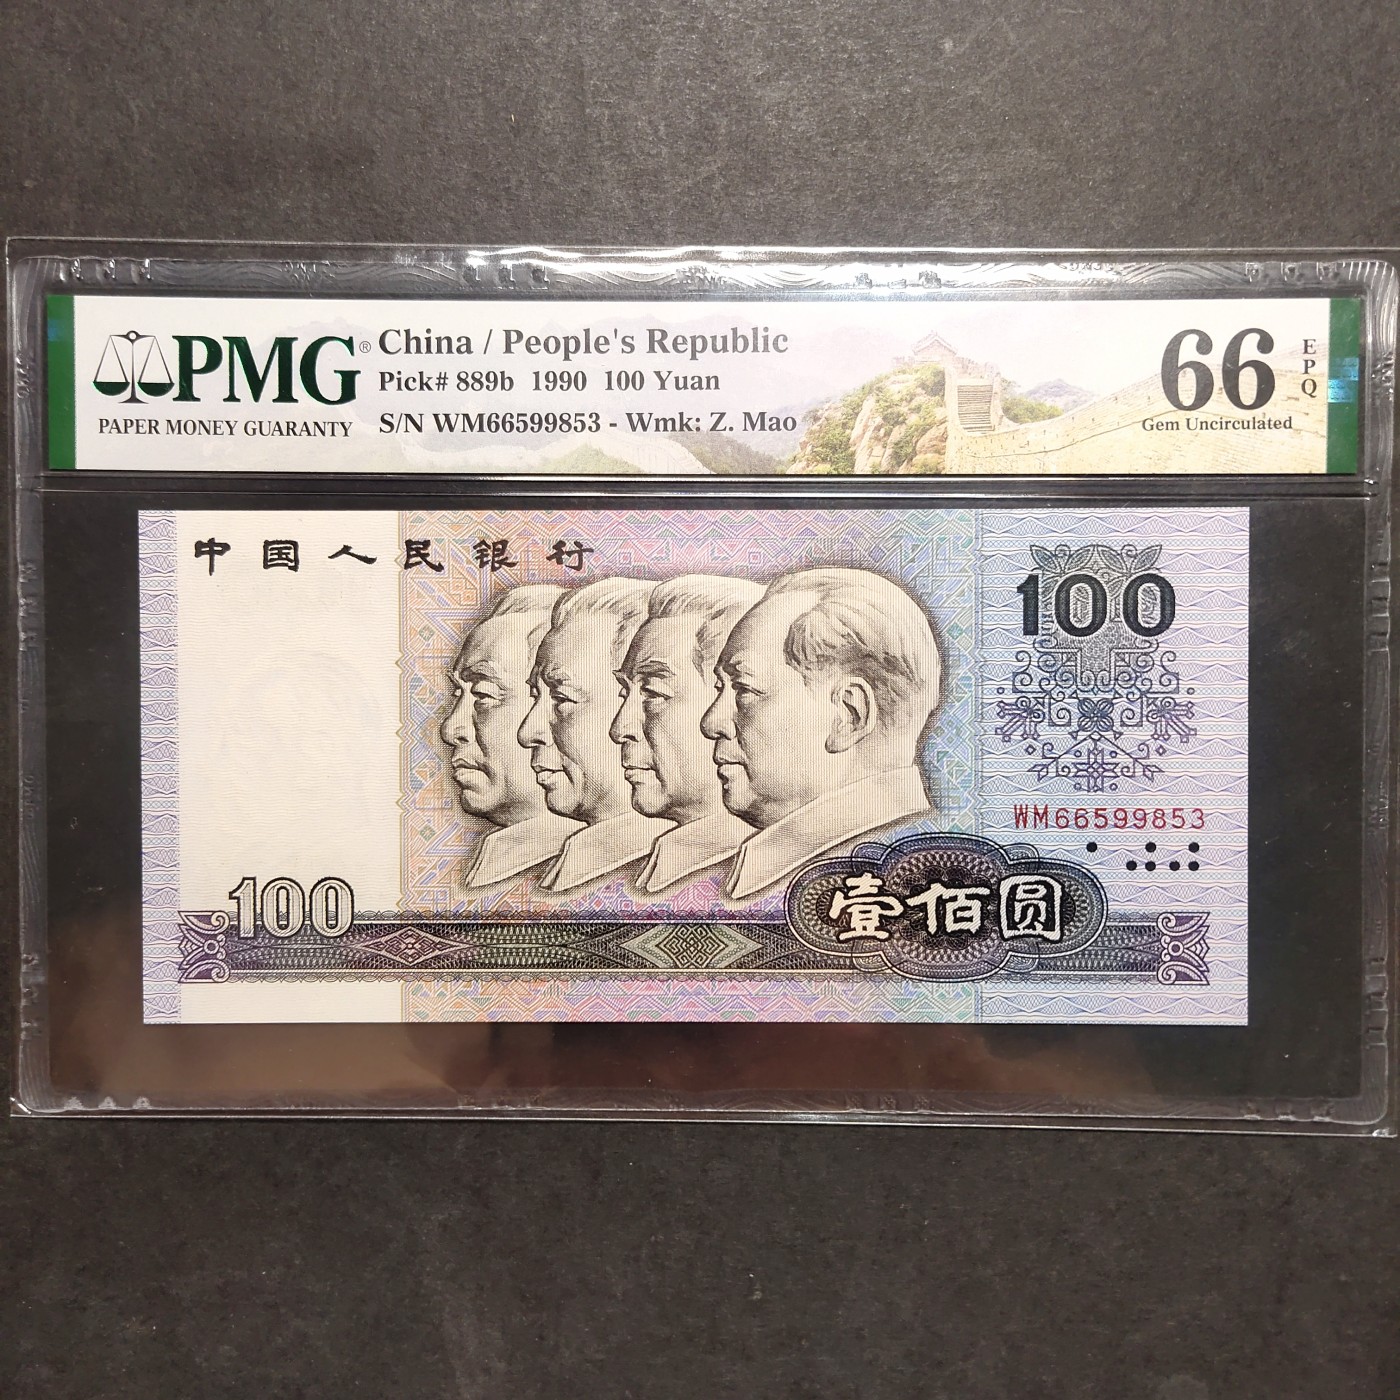 PMG®
PAPER MONEY GUARANTY
China / People's Republic
Pick# 889b 1990 100 Yuan
S/N WM66599853 - Wmk: Z. Mao
66
EPQ
Gem Uncirculated
中国人民银行
100
WM66599853
100
壹佰圆